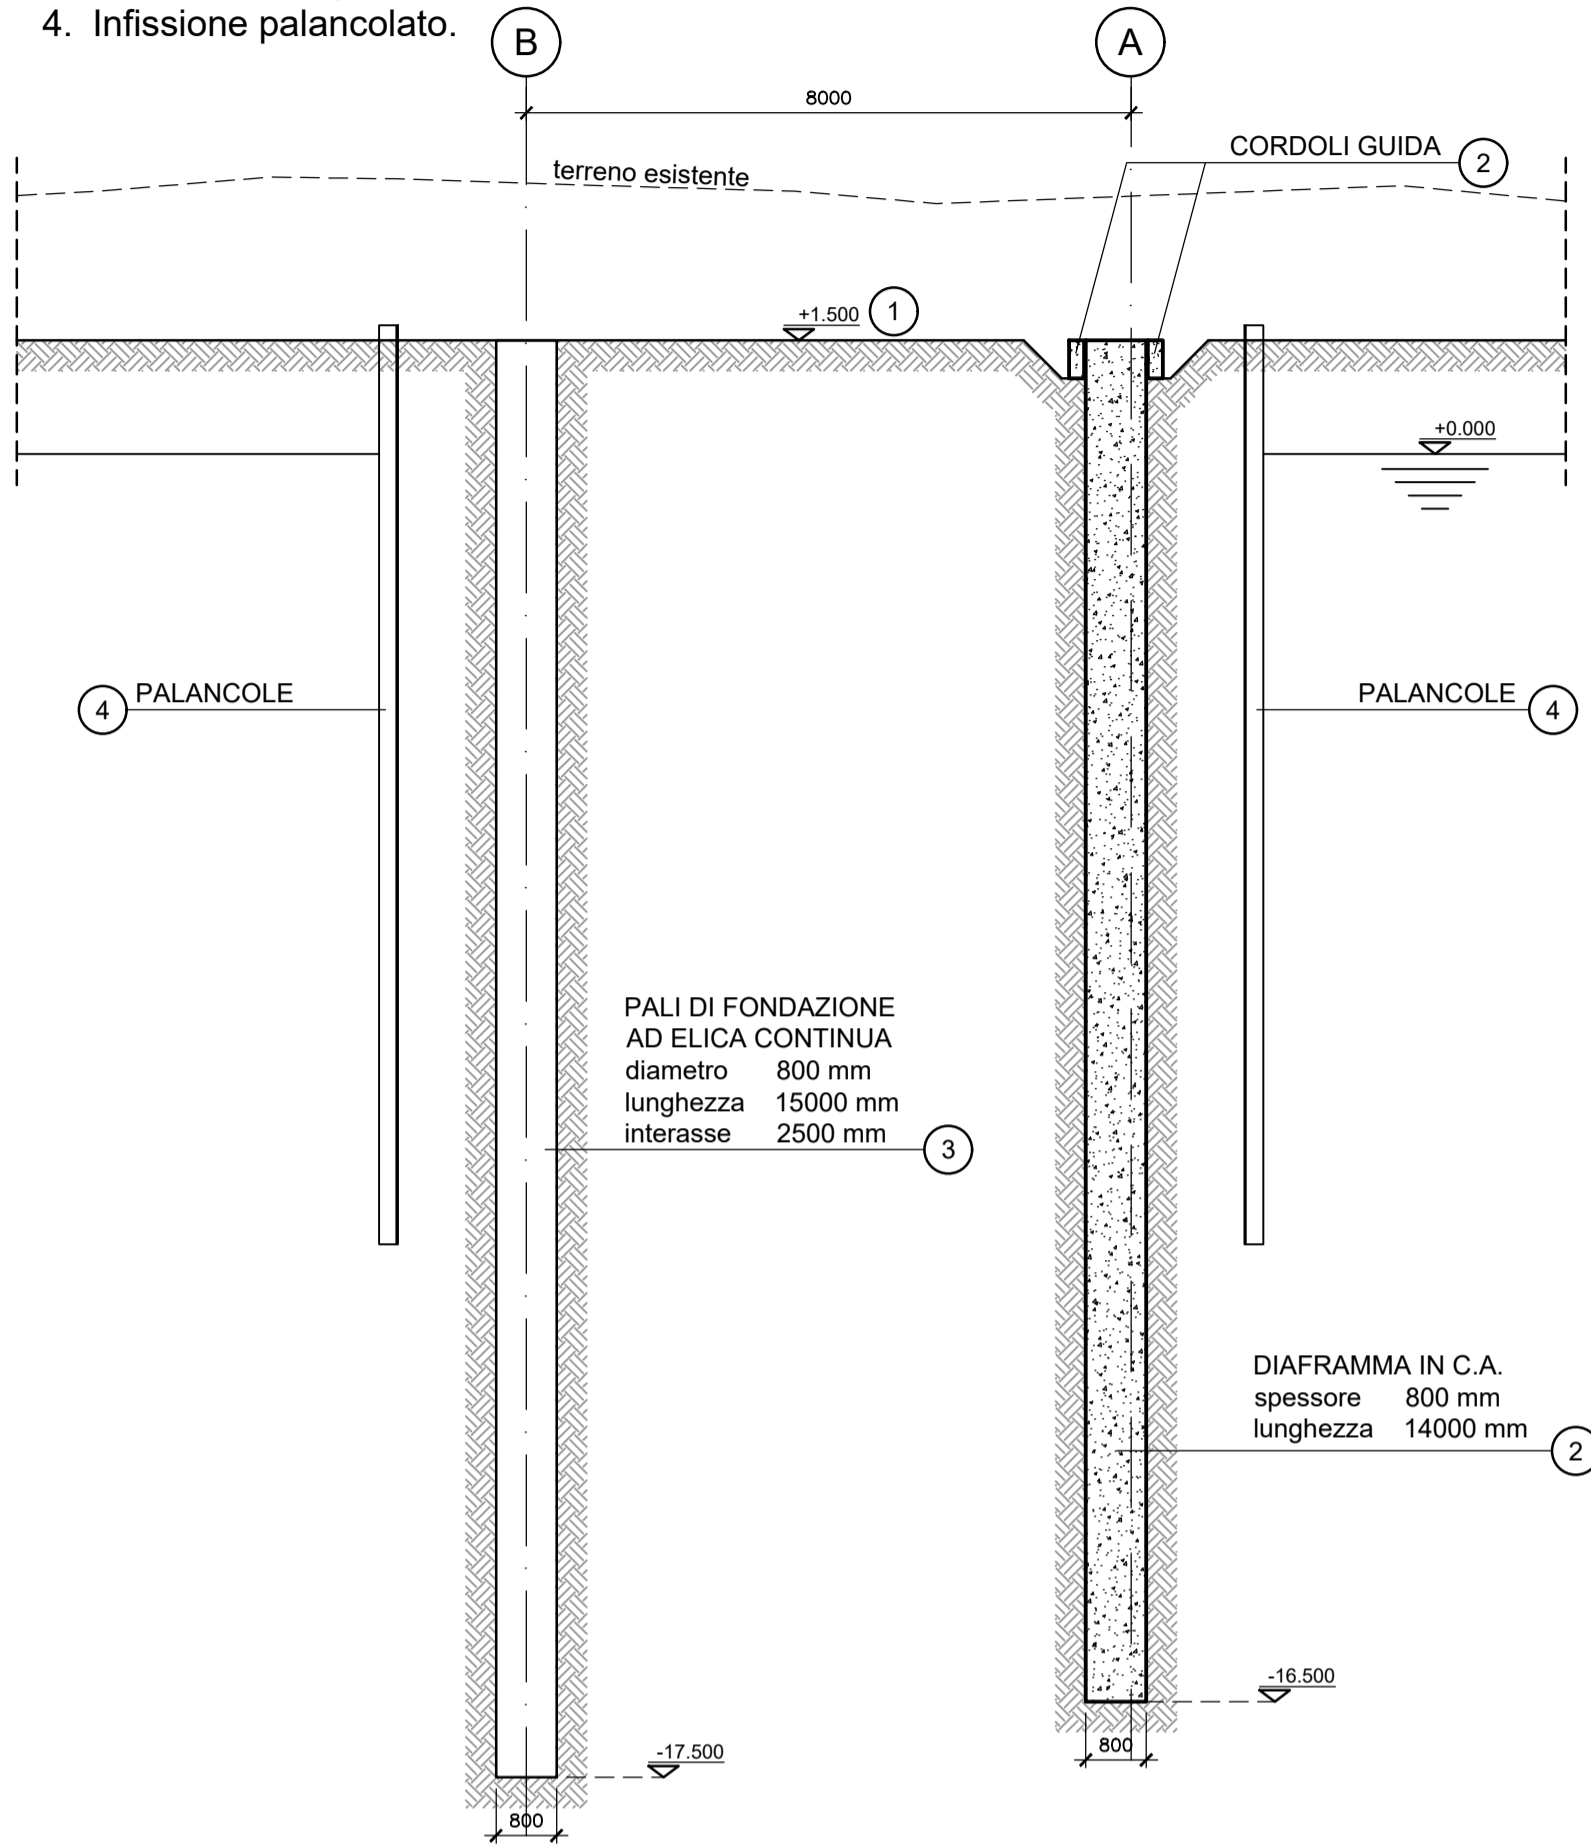 4. Infissione palancolato.
B
A
8000
CORDOLI GUIDA
2
terreno esistente
+1.500
1
+0.000
4
PALANCOLE
PALANCOLE
4
PALI DI FONDAZIONE
AD ELICA CONTINUA
diametro 800 mm
lunghezza 15000 mm
interasse 2500 mm
3
DIAFRAMMA IN C.A.
spessore 800 mm
lunghezza 14000 mm
2
-16.500
800
-17.500
800